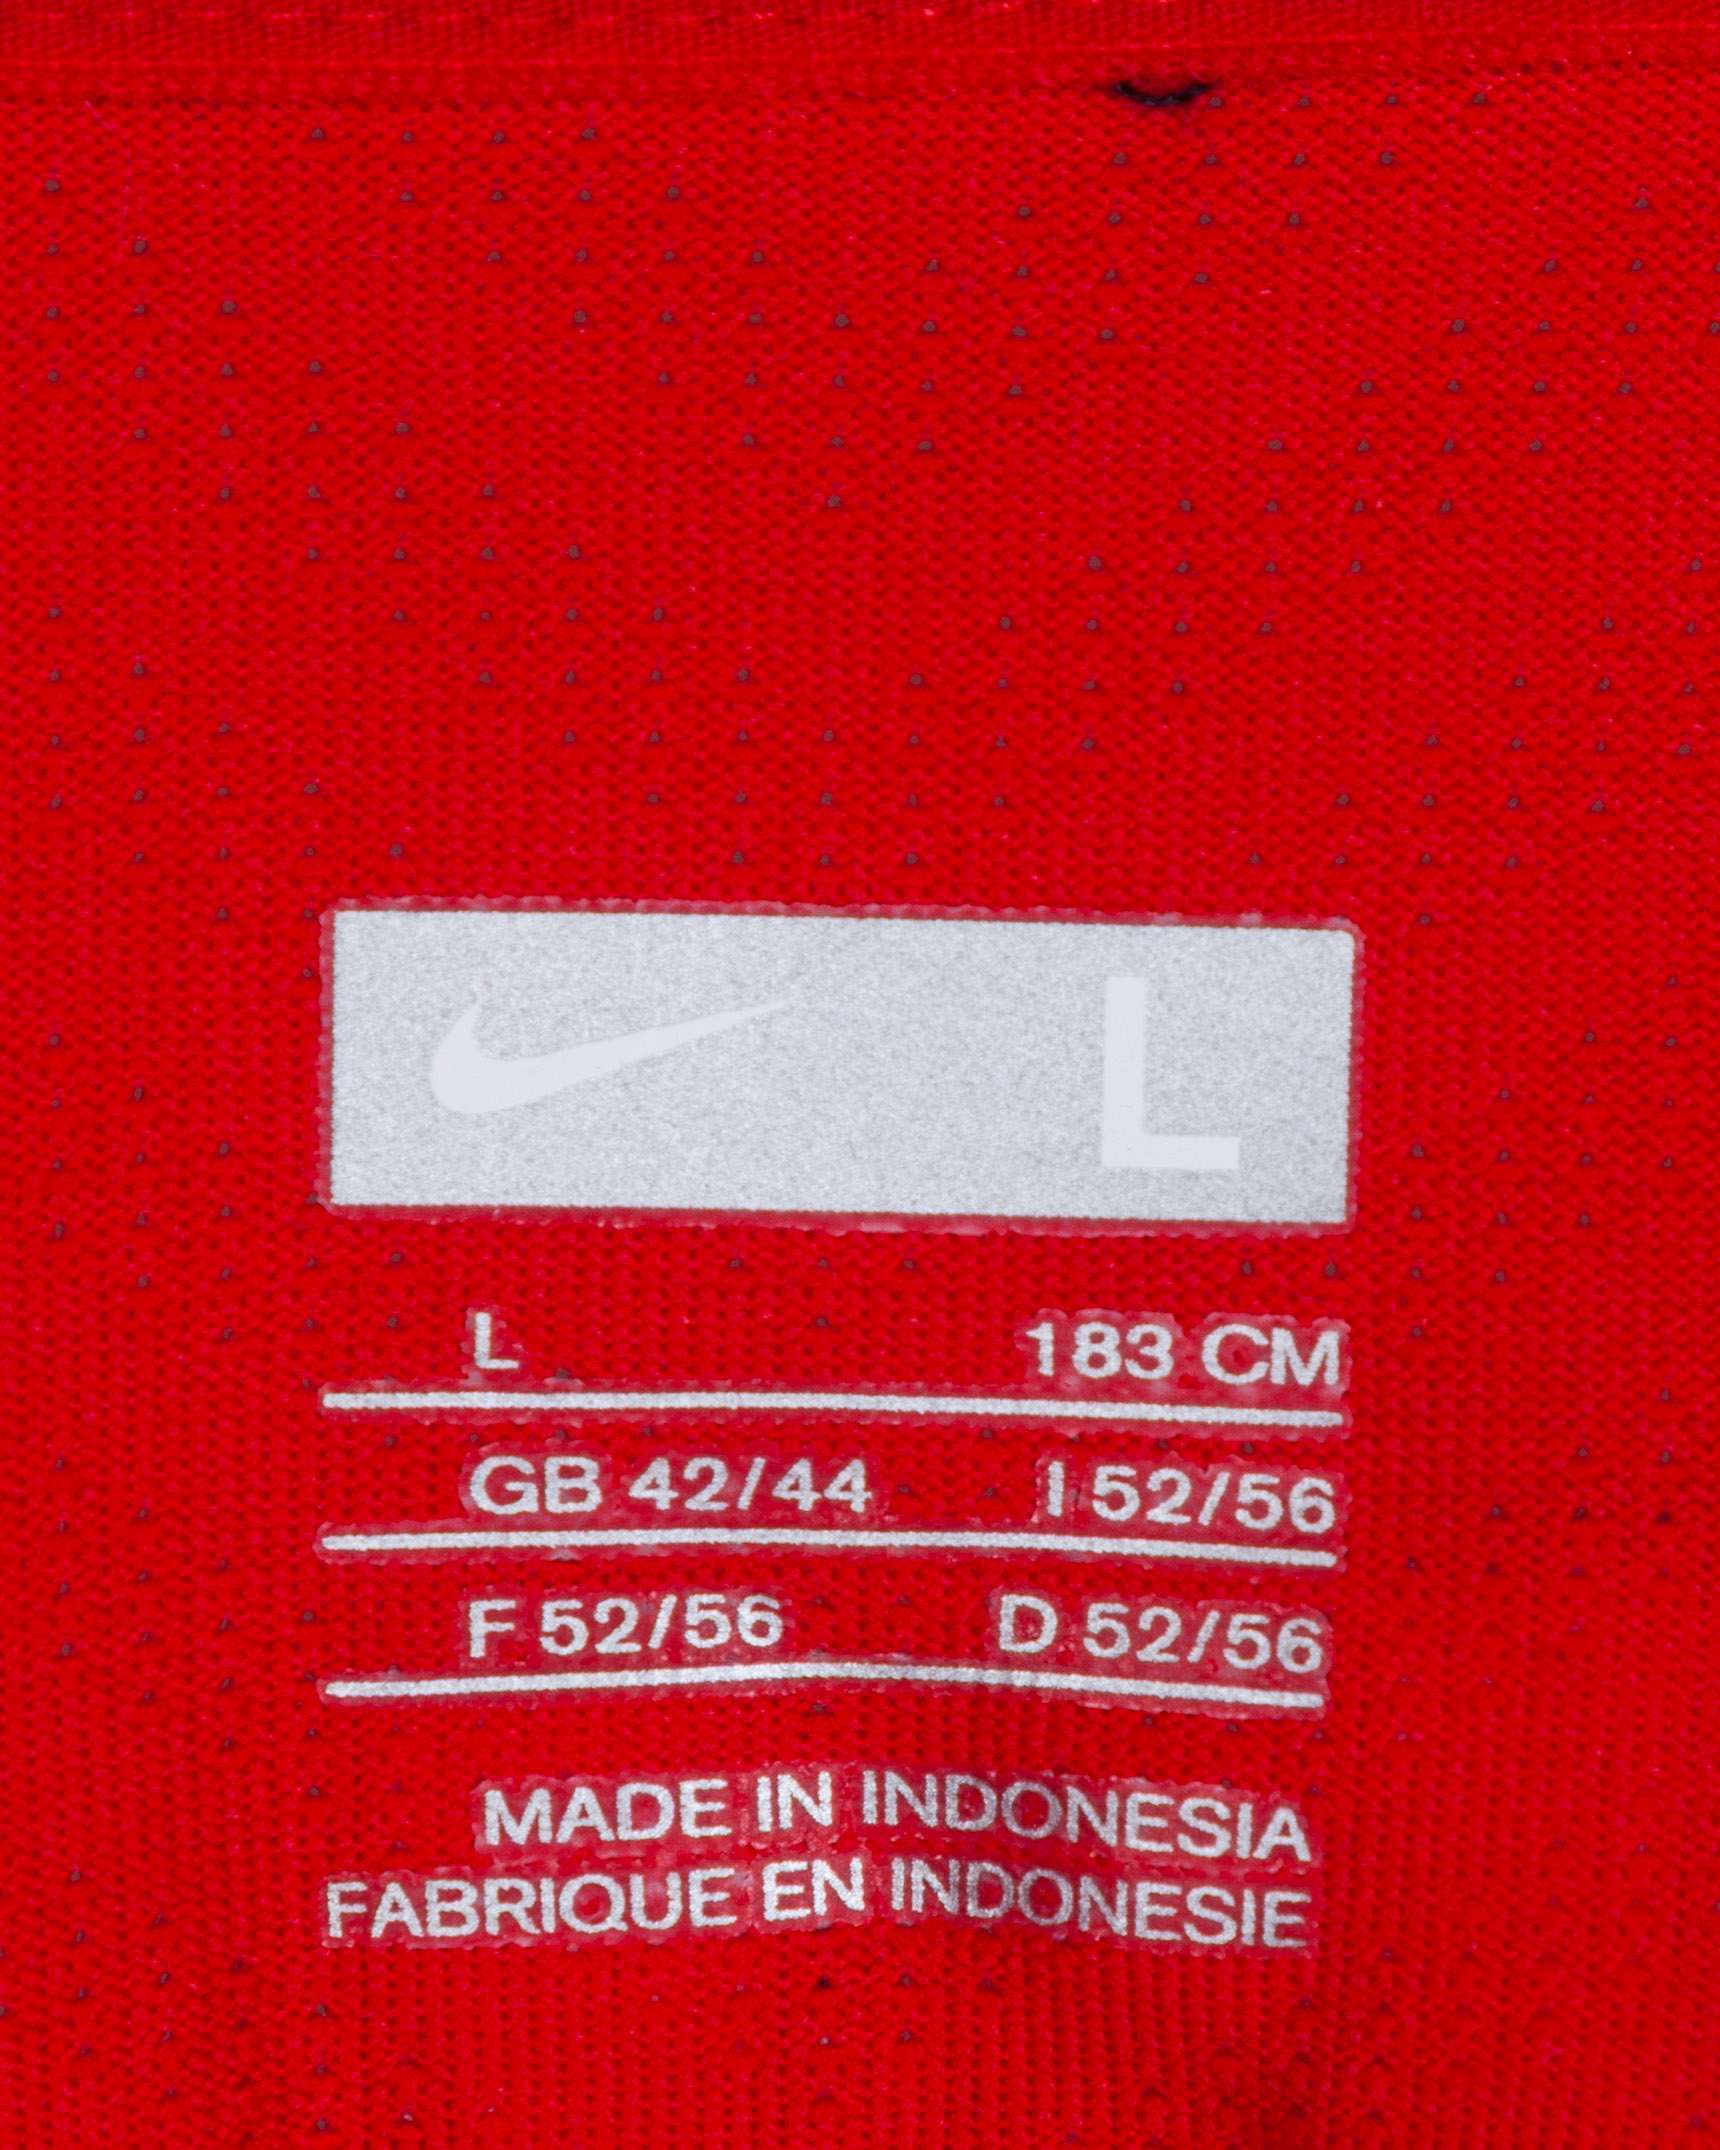 L
L 183 CM
GB 42/44 I 52/56
F 52/56 D 52/56
MADE IN INDONESIA
FABRIQUE EN INDONESIE